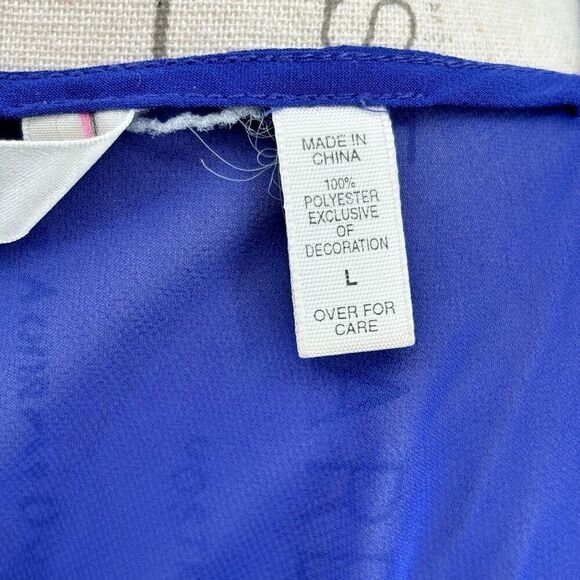 MADE IN
CHINA
100%
POLYESTER
EXCLUSIVE
OF
DECORATION
L
OVER FOR
CARE